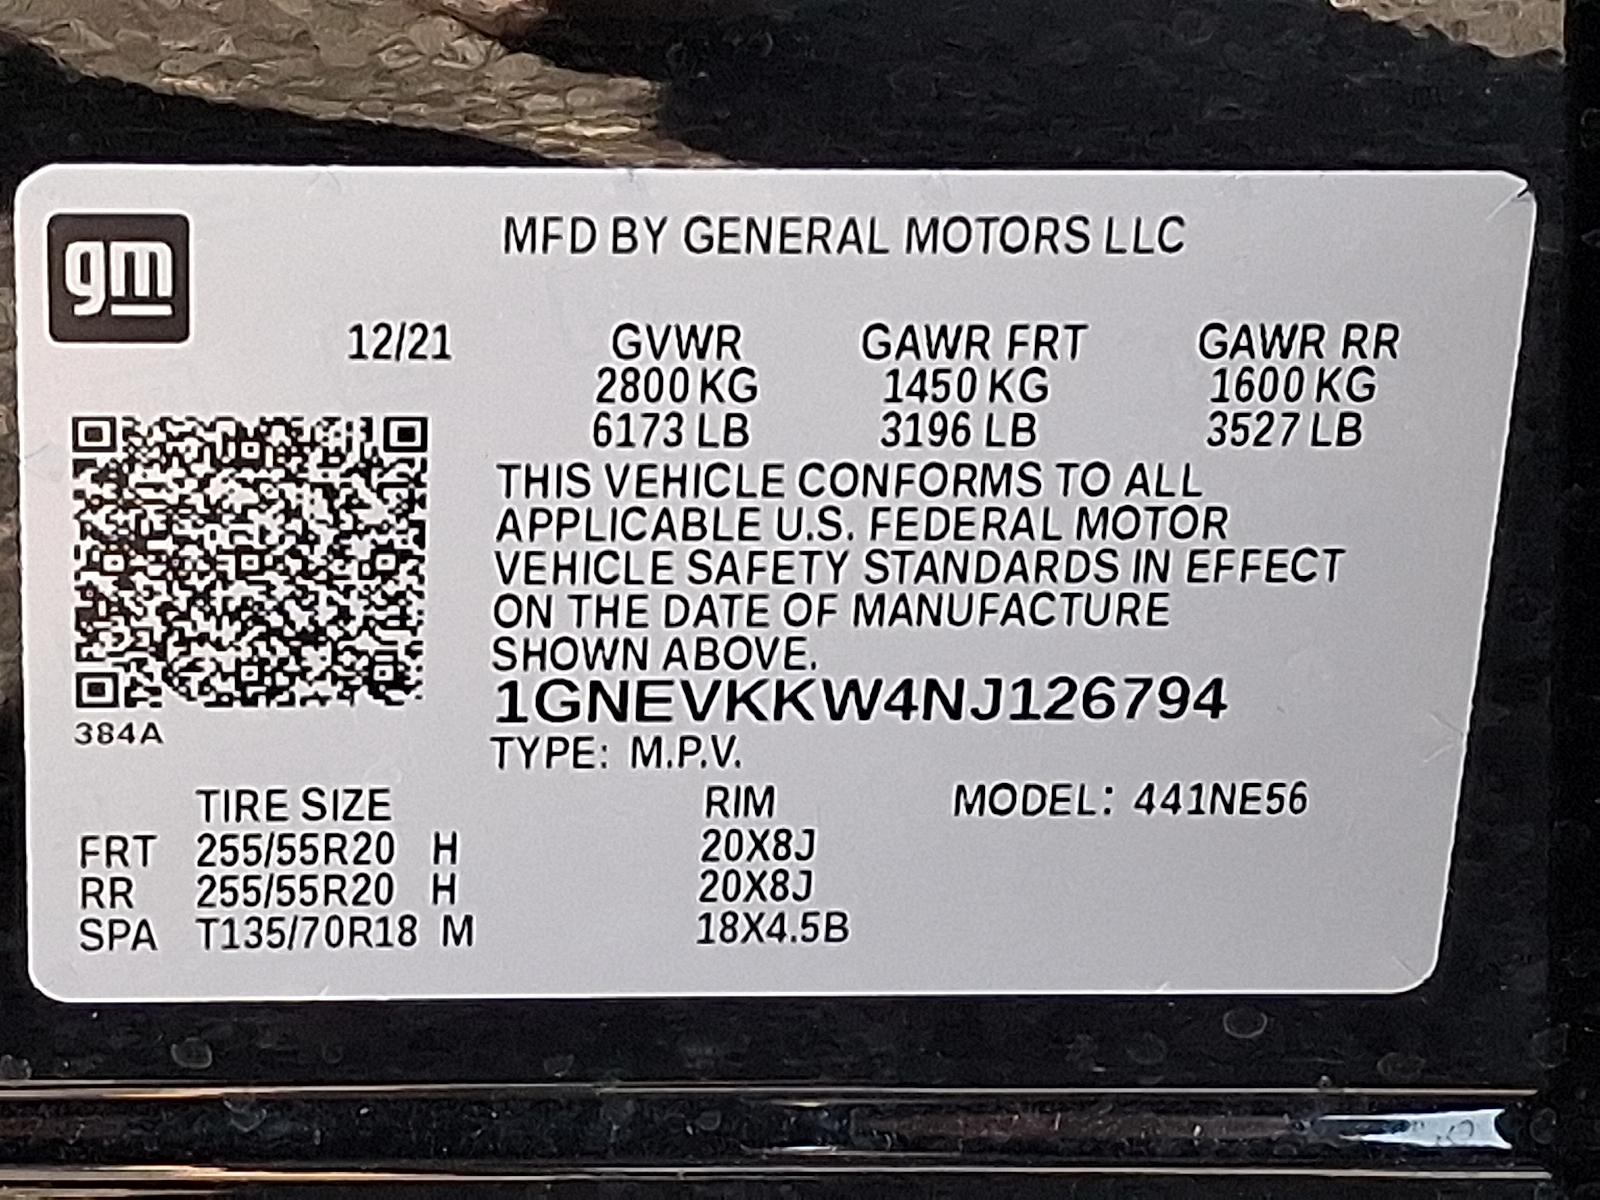 gm
MFD BY GENERAL MOTORS LLC
12/21 GVWR GAWR FRT GAWR RR
2800 KG 1450 KG 1600 KG
6173 LB 3196 LB 3527 LB
THIS VEHICLE CONFORMS TO ALL
APPLICABLE U.S. FEDERAL MOTOR
VEHICLE SAFETY STANDARDS IN EFFECT
ON THE DATE OF MANUFACTURE
SHOWN ABOVE.
1GNEVKKW4NJ126794
384A
TYPE: M.P.V.
TIRE SIZE RIM MODEL: 441NE56
FRT 255/55R20 H 20X8J
RR 255/55R20 H 20X8J
SPA T135/70R18 M 18X4.5B